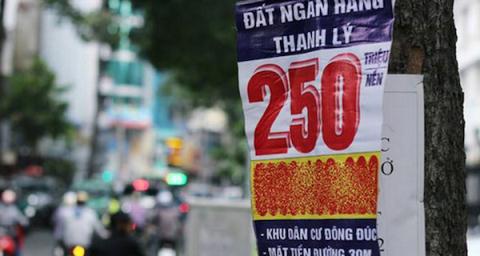 ĐẤT NGÂN HÀNG
THANH LÝ
250 TRIỆU
NỀN
- KHU DÂN CƯ ĐÔNG ĐÚC
- MẶT TIỀN ĐƯỜNG 30M
C
Ở